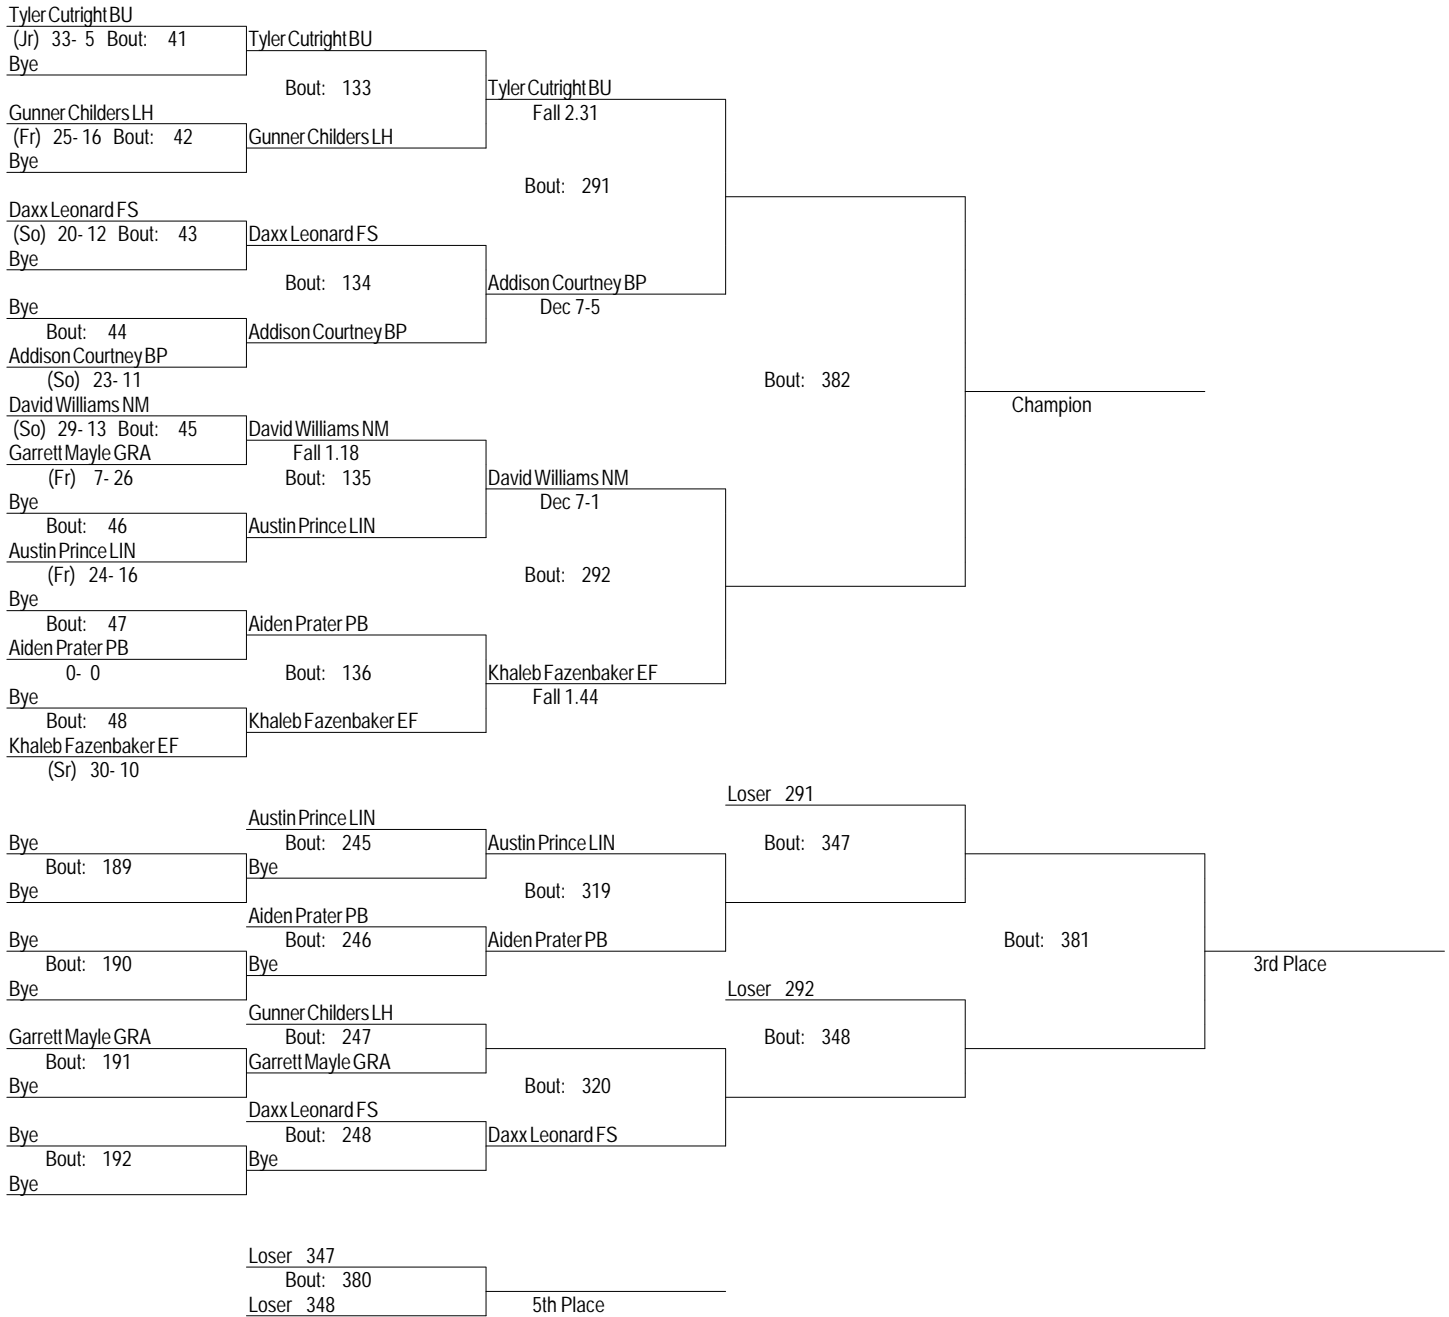 Tyler Cutright BU
(Jr) 33- 5 Bout: 41
Tyler Cutright BU
Bye
Bout: 133
Tyler Cutright BU
Gunner Childers LH
Fall 2.31
(Fr) 25- 16 Bout: 42
Gunner Childers LH
Bye
Bout: 291
Daxx Leonard FS
(So) 20- 12 Bout: 43
Daxx Leonard FS
Bye
Bout: 134
Addison Courtney BP
Bye
Dec 7-5
Bout: 44
Addison Courtney BP
Addison Courtney BP
(So) 23- 11
Bout: 382
David Williams NM
Champion
(So) 29- 13 Bout: 45
David Williams NM
Garrett Mayle GRA
Fall 1.18
(Fr) 7- 26
Bout: 135
David Williams NM
Bye
Dec 7-1
Bout: 46
Austin Prince LIN
Austin Prince LIN
(Fr) 24- 16
Bout: 292
Bye
Bout: 47
Aiden Prater PB
Aiden Prater PB
0- 0
Bout: 136
Khaleb Fazenbaker EF
Bye
Fall 1.44
Bout: 48
Khaleb Fazenbaker EF
Khaleb Fazenbaker EF
(Sr) 30- 10
Loser 291
Austin Prince LIN
Bye
Bout: 245
Austin Prince LIN
Bout: 347
Bout: 189
Bye
Bye
Bout: 319
Aiden Prater PB
Bye
Bout: 246
Aiden Prater PB
Bout: 381
Bout: 190
Bye
3rd Place
Bye
Loser 292
Gunner Childers LH
Garrett Mayle GRA
Bout: 247
Bout: 348
Bout: 191
Garrett Mayle GRA
Bye
Bout: 320
Daxx Leonard FS
Bye
Bout: 248
Daxx Leonard FS
Bout: 192
Bye
Bye
Loser 347
Bout: 380
Loser 348
5th Place